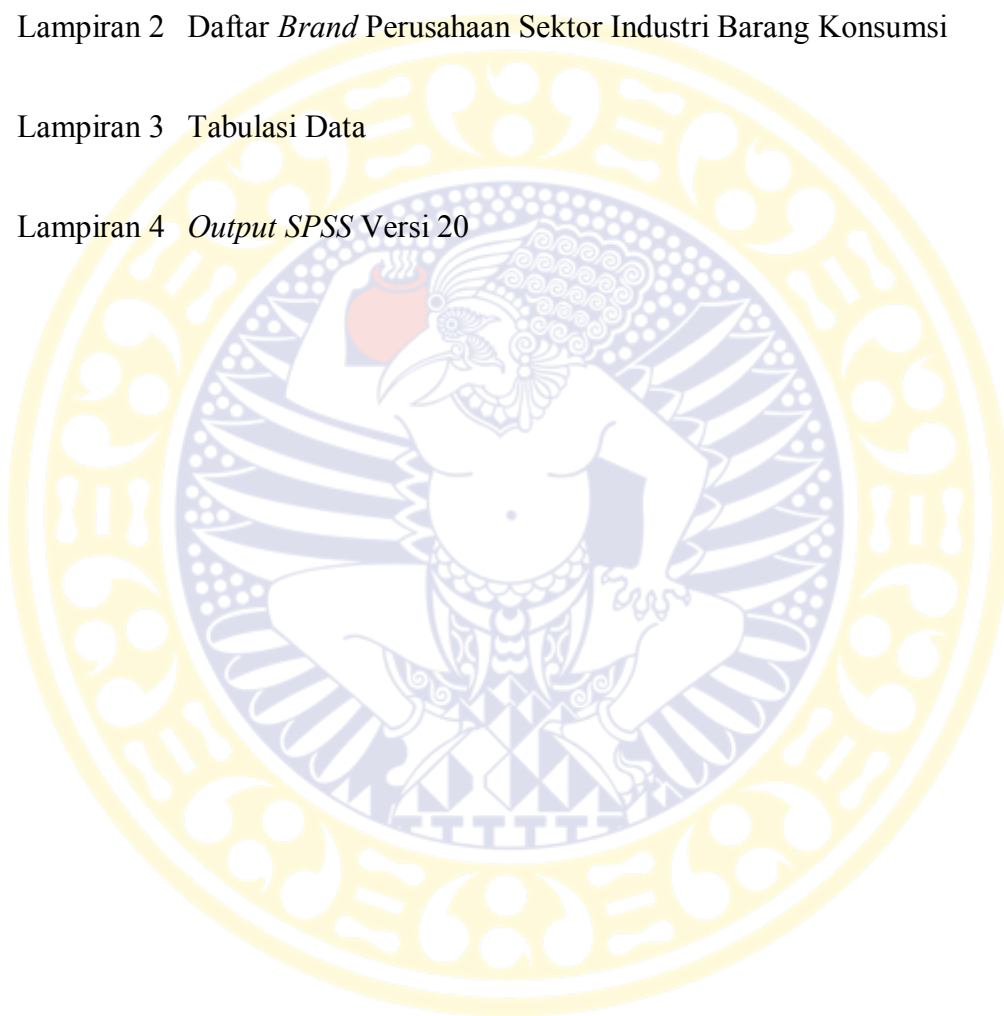 Lampiran 2 Daftar Brand Perusahaan Sektor Industri Barang Konsumsi
Lampiran 3 Tabulasi Data
Lampiran 4 Output SPSS Versi 20